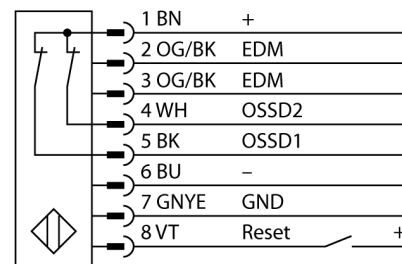 1 BN +
2 OG/BK EDM
3 OG/BK EDM
4 WH OSSD2
5 BK OSSD1
6 BU –
7 GNYE GND
8 VT Reset +